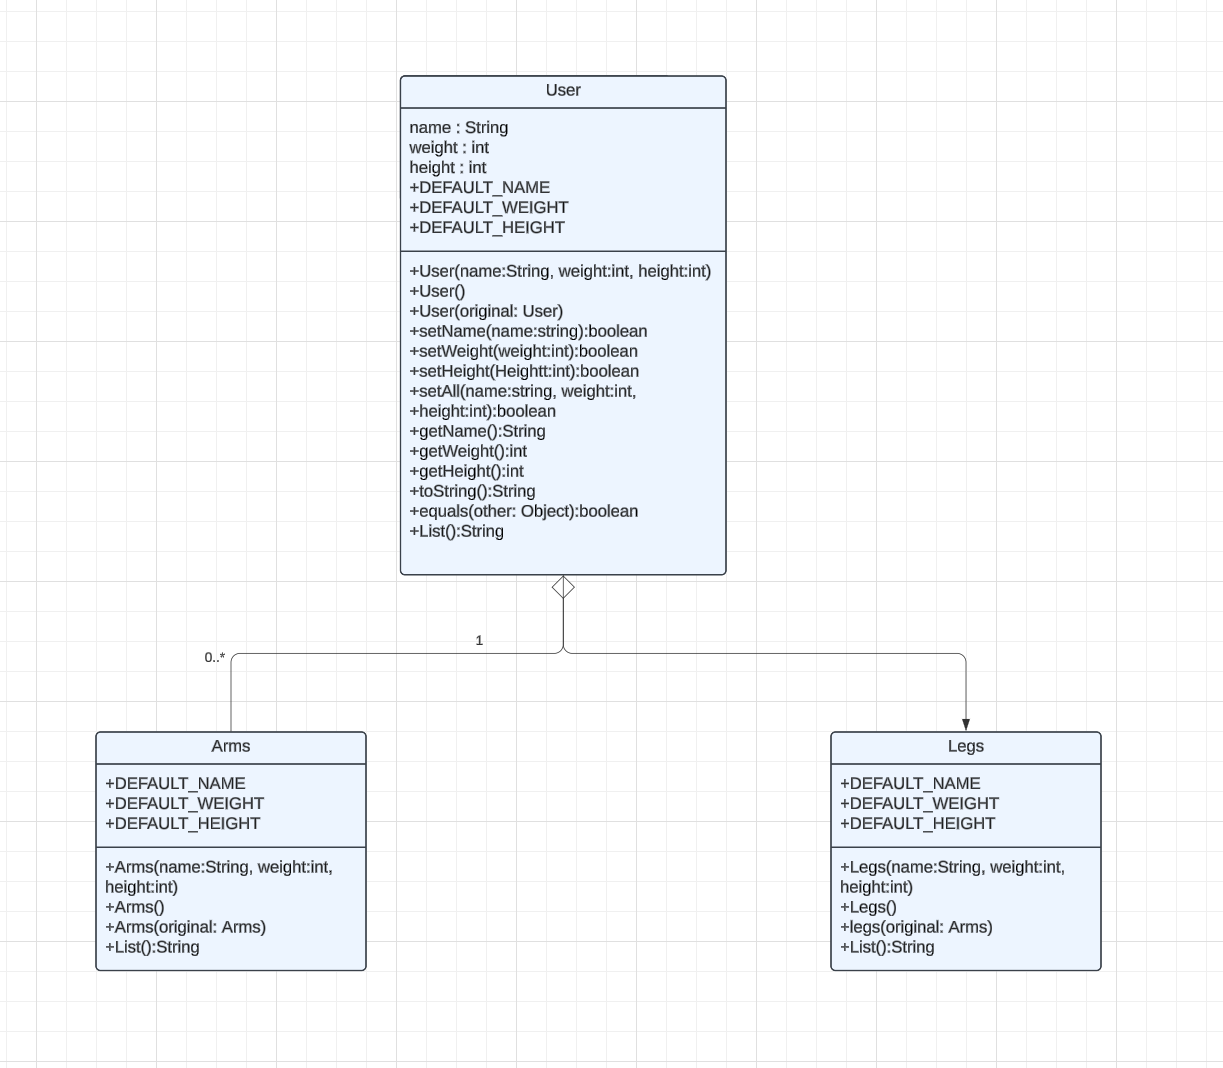 User
name : String
weight : int
height : int
+DEFAULT_NAME
+DEFAULT_WEIGHT
+DEFAULT_HEIGHT
+User(name:String, weight:int, height:int)
+User()
+User(original: User)
+setName(name:string):boolean
+setWeight(weight:int):boolean
+setHeight(Heightt:int):boolean
+setAll(name:string, weight:int,
+height:int):boolean
+getName():String
+getWeight():int
+getHeight():int
+toString():String
+equals(other: Object):boolean
+List():String
1
0..*
Arms
+DEFAULT_NAME
+DEFAULT_WEIGHT
+DEFAULT_HEIGHT
+Arms(name:String, weight:int,
height:int)
+Arms()
+Arms(original: Arms)
+List():String
Legs
+DEFAULT_NAME
+DEFAULT_WEIGHT
+DEFAULT_HEIGHT
+Legs(name:String, weight:int,
height:int)
+Legs()
+legs(original: Arms)
+List():String